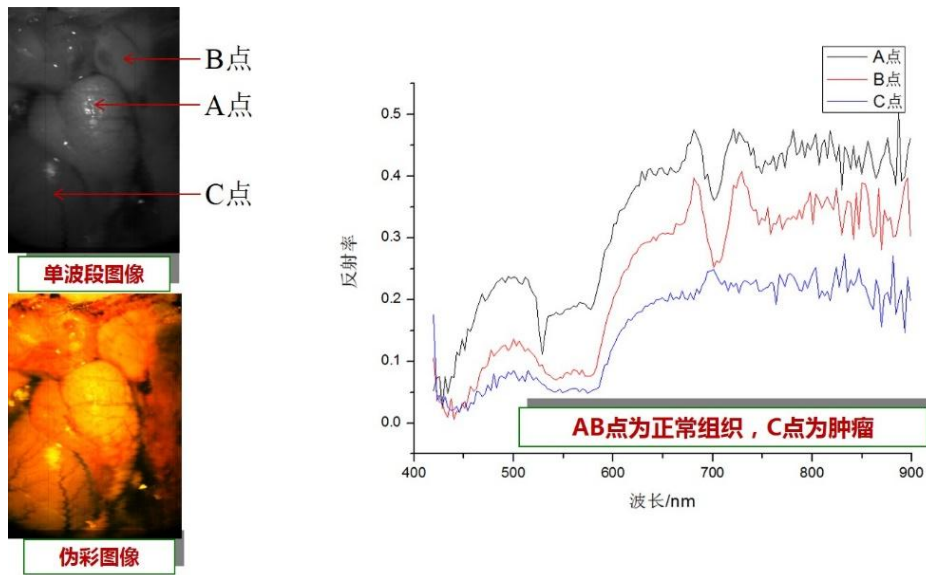 B点
A点
C点
单波段图像
伪彩图像
A点
B点
C点
0.5
0.4
0.3
0.2
0.1
0.0
反射率
400
500
600
700
800
900
波长/nm
AB点为正常组织，C点为肿瘤